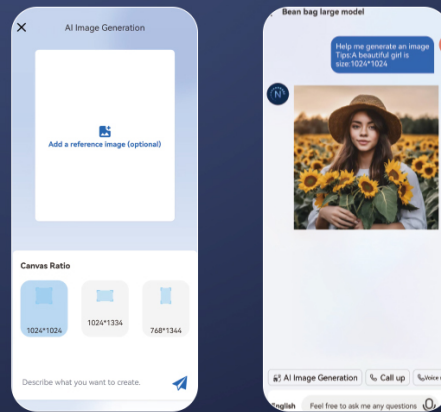 AI Image Generation
Add a reference image (optional)
Canvas Ratio
1024*1024
1024*1334
768*1344
Describe what you want to create.
Bean bag large model
Help me generate an image
Tips:A beautiful girl is
size:1024*1024
N
AI Image Generation
Call up
Voice
English
Feel free to ask me any questions